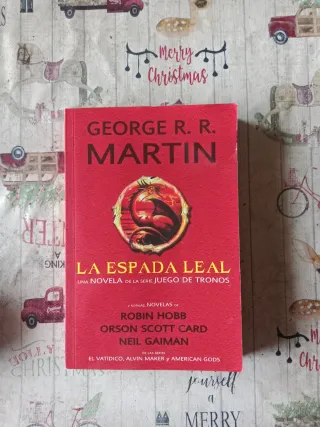 Merry
CHRISTMAS
GEORGE R. R.
MARTIN
LA ESPADA LEAL
UNA NOVELA DE LA SERIE JUEGO DE TRONOS
NOVELAS DE
ROBIN HOBB
ORSON SCOTT CARD
NEIL GAIMAN
DE LAS SERIES
EL VATÍDICO, ALVIN MAKER y AMERICAN GODS
yourself
a
MERRY